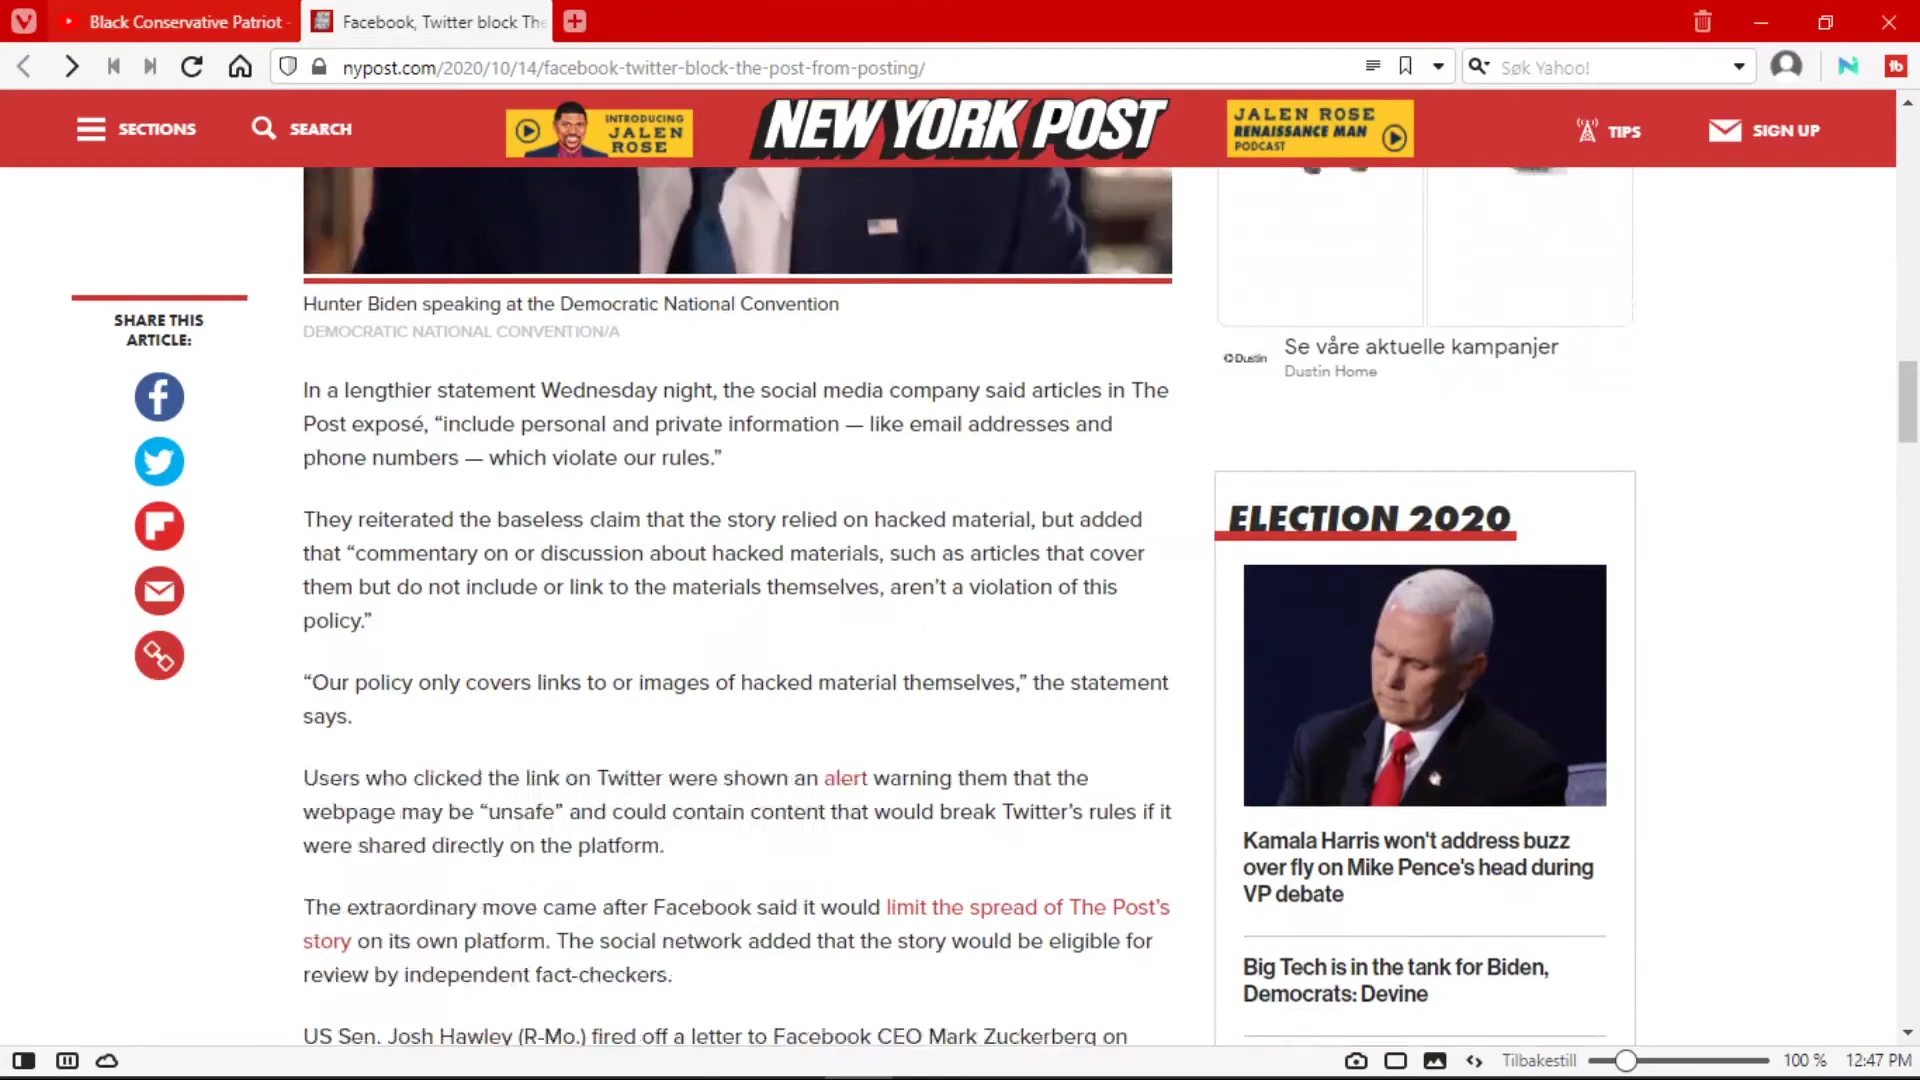 Black Conservative Patriot -
Facebook, Twitter block The
nypost.com/2020/10/14/facebook-twitter-block-the-post-from-posting/
Søk Yahoo!
SECTIONS
SEARCH
INTRODUCING
JALEN
ROSE
NEW YORK POST
JALEN ROSE
RENAISSANCE MAN
PODCAST
TIPS
SIGN UP
SHARE THIS
ARTICLE:
Hunter Biden speaking at the Democratic National Convention
DEMOCRATIC NATIONAL CONVENTION/A
In a lengthier statement Wednesday night, the social media company said articles in The
Post exposé, “include personal and private information — like email addresses and
phone numbers — which violate our rules.”
They reiterated the baseless claim that the story relied on hacked material, but added
that “commentary on or discussion about hacked materials, such as articles that cover
them but do not include or link to the materials themselves, aren’t a violation of this
policy.”
“Our policy only covers links to or images of hacked material themselves,” the statement
says.
Users who clicked the link on Twitter were shown an alert warning them that the
webpage may be “unsafe” and could contain content that would break Twitter’s rules if it
were shared directly on the platform.
The extraordinary move came after Facebook said it would limit the spread of The Post’s
story on its own platform. The social network added that the story would be eligible for
review by independent fact-checkers.
US Sen. Josh Hawley (R-Mo.) fired off a letter to Facebook CEO Mark Zuckerberg on
Dustin
Se våre aktuelle kampanjer
Dustin Home
ELECTION 2020
Kamala Harris won't address buzz
over fly on Mike Pence's head during
VP debate
Big Tech is in the tank for Biden,
Democrats: Devine
Tilbakestill
100 %
12:47 PM